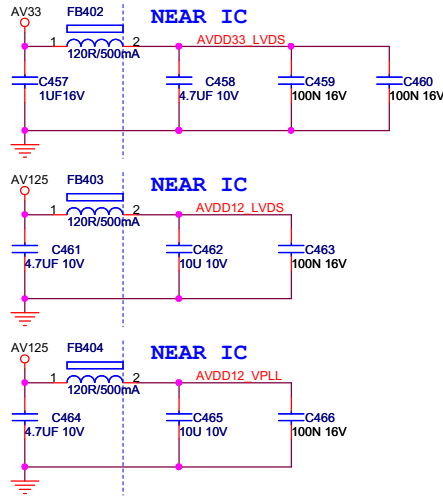 AV33 FB402 NEAR IC
1 2 AVDD33_LVDS
120R/500mA
C457 C458 C459 C460
1UF16V 4.7UF 10V 100N 16V 100N 16V
AV125 FB403 NEAR IC
1 2 AVDD12_LVDS
120R/500mA
C461 C462 C463
4.7UF 10V 10U 10V 100N 16V
AV125 FB404 NEAR IC
1 2 AVDD12_VPLL
120R/500mA
C464 C465 C466
4.7UF 10V 10U 10V 100N 16V